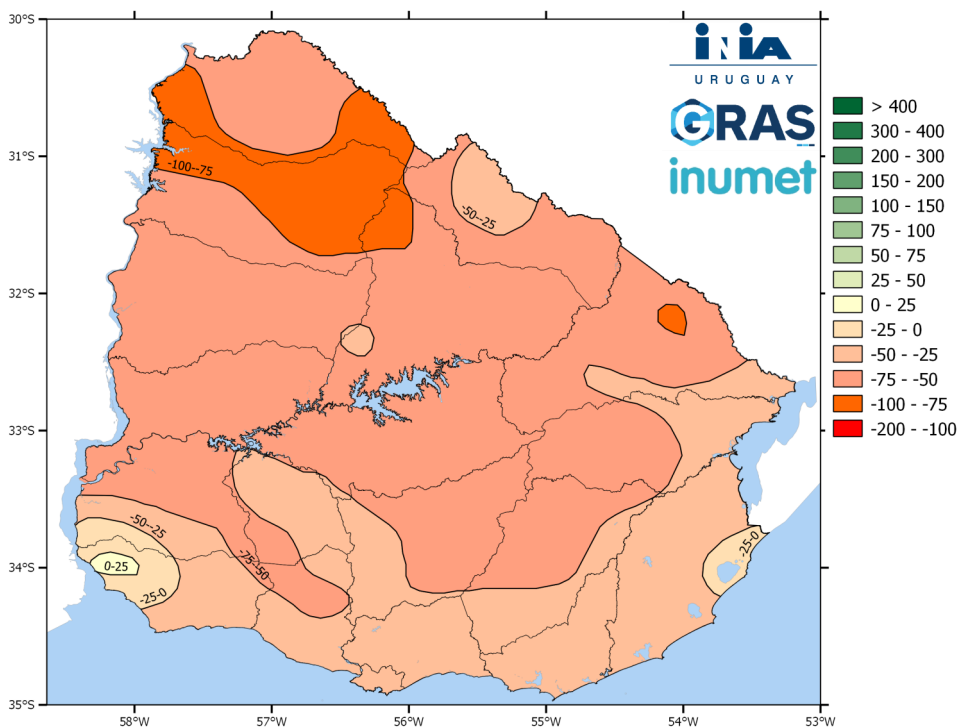 30°S
31°S
32°S
33°S
34°S
35°S
58°W
57°W
56°W
55°W
54°W
53°W
-100--75
-50--25
-50--25
0-25
-25-0
-75--50
-25-0
INIA
URUGUAY
GRAS
inumet
> 400
300 - 400
200 - 300
150 - 200
100 - 150
75 - 100
50 - 75
25 - 50
0 - 25
-25 - 0
-50 - -25
-75 - -50
-100 - -75
-200 - -100